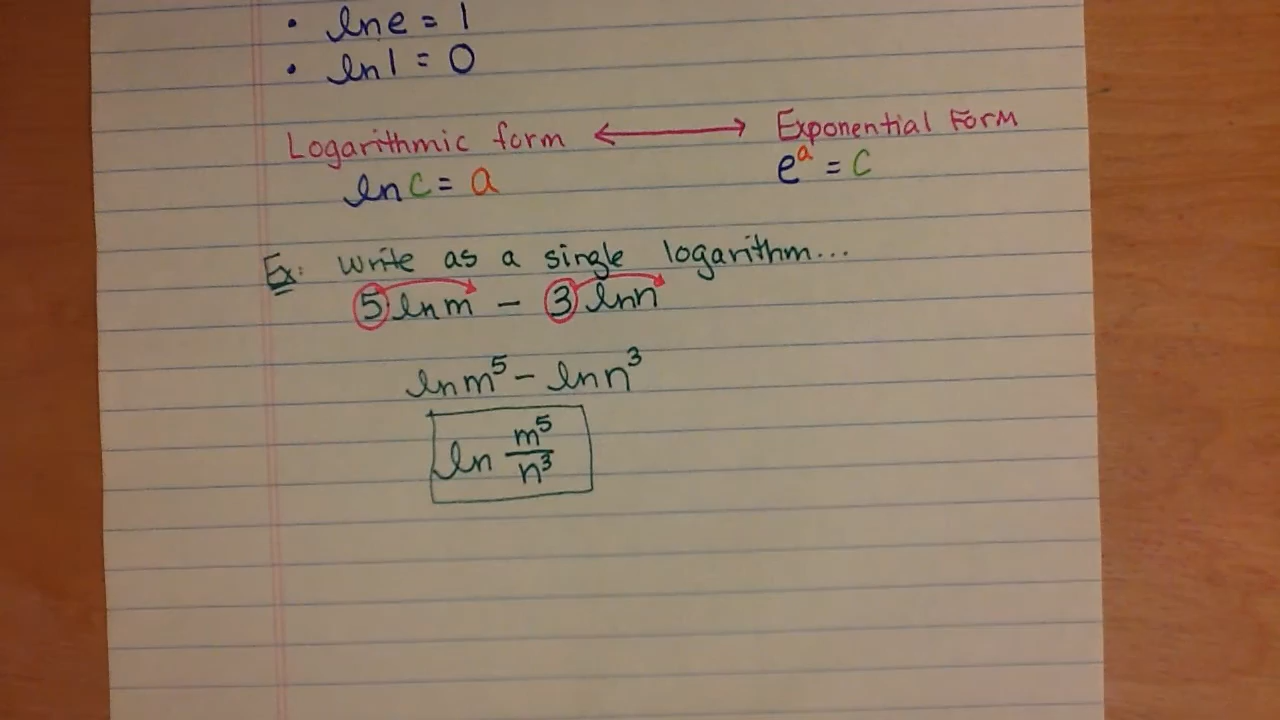 • ln e = 1
• ln 1 = 0
Logarithmic form ⟷ Exponential Form
ln c = a e^a = c
Ex: Write as a single logarithm...
5 ln m − 3 ln n
ln m^5 − ln n^3
ln m^5/n^3